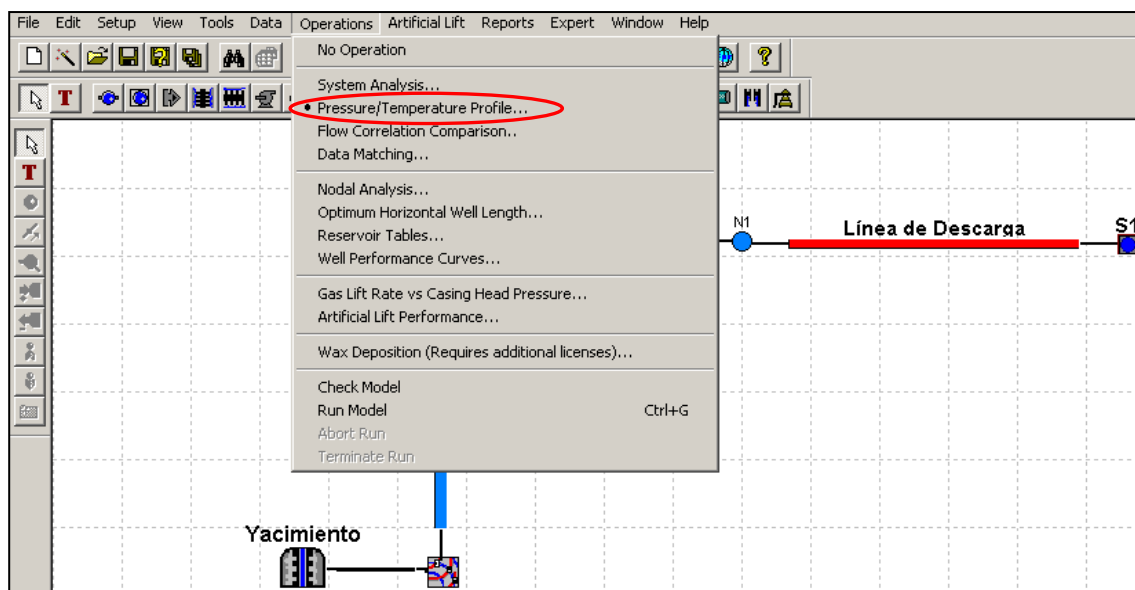 File Edit Setup View Tools Data Operations Artificial Lift Reports Expert Window Help
No Operation
System Analysis...
Pressure/Temperature Profile...
Flow Correlation Comparison..
Data Matching...
Nodal Analysis...
Optimum Horizontal Well Length...
Reservoir Tables...
Well Performance Curves...
Gas Lift Rate vs Casing Head Pressure...
Artificial Lift Performance...
Wax Deposition (Requires additional licenses)...
Check Model
Run Model Ctrl+G
Abort Run
Terminate Run
T
T
N1
Línea de Descarga
S1
Yacimiento